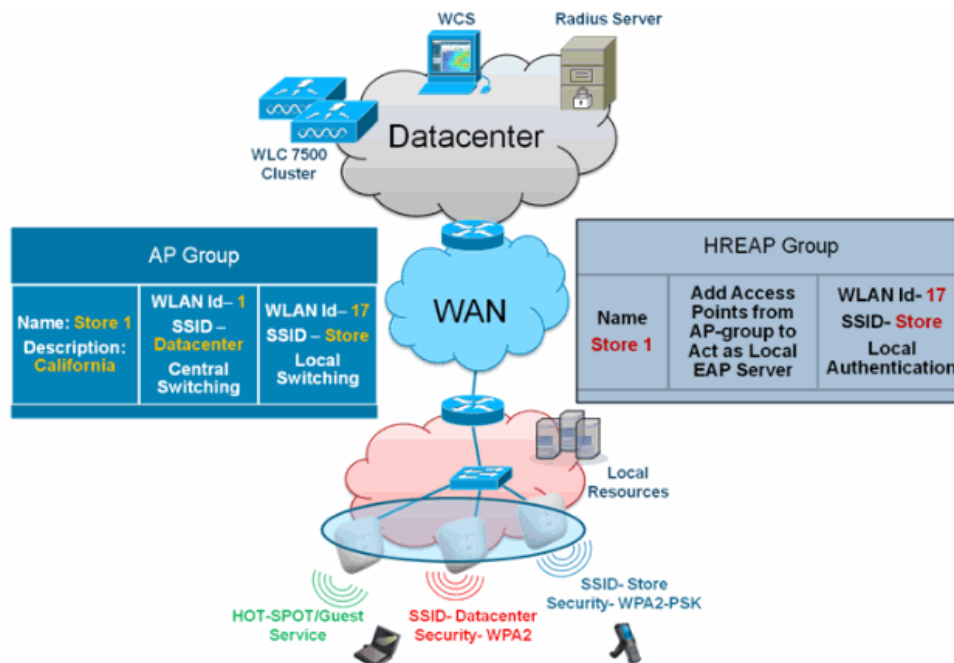 WCS
Radius Server
Datacenter
WLC 7500
Cluster
AP Group
Name: Store 1
Description:
California
WLAN Id– 1
SSID –
Datacenter
Central
Switching
WLAN Id– 17
SSID – Store
Local
Switching
WAN
HREAP Group
Name
Store 1
Add Access
Points from
AP-group to
Act as Local
EAP Server
WLAN Id- 17
SSID- Store
Local
Authentication
Local
Resources
HOT-SPOT/Guest
Service
SSID- Datacenter
Security- WPA2
SSID- Store
Security- WPA2-PSK